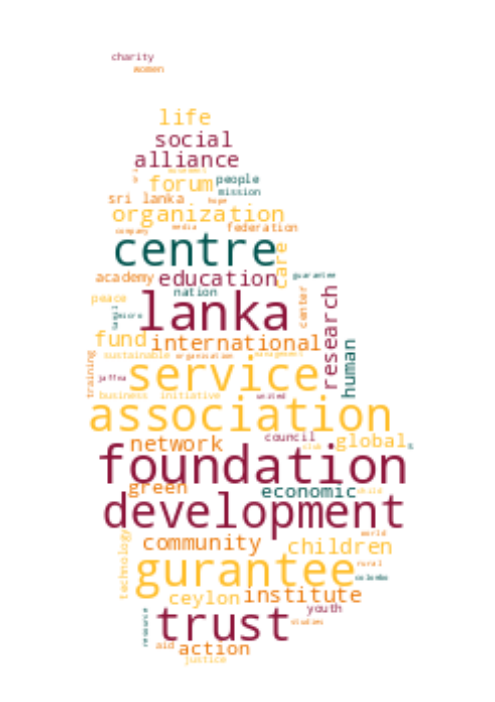 charity
women
life
social
alliance
forum people
mission
sri lanka hope
organization
company media federation
centre
care
academy education guarantee
nation
peace
lanka
center
micro
research
fund international
human
sustainable organisation management
training
jaffna service
business initiative united
association
network council global
club
foundation
green economic child
development
technology
community world
children
gurantee rural
colombo
ceylon institute
youth
trust
studies
resource
aid action
justice